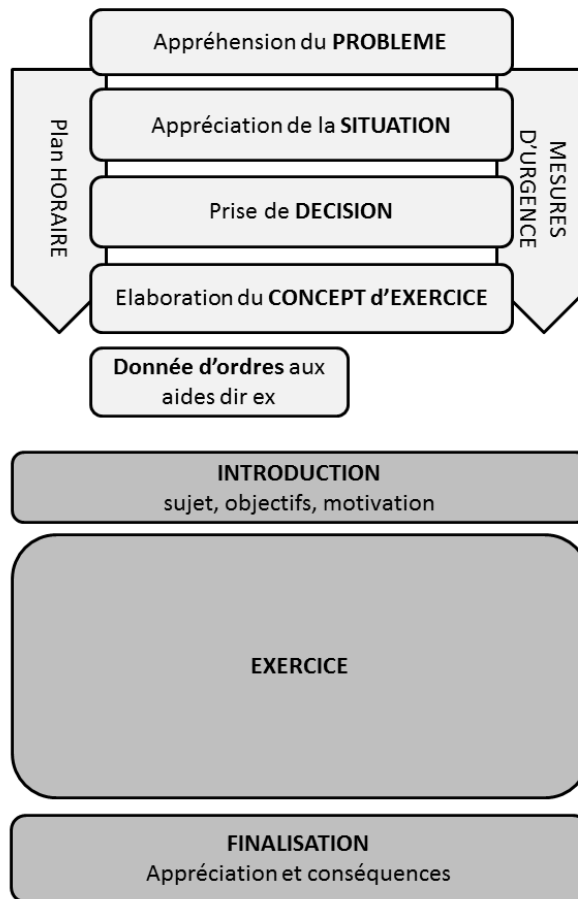 Appréhension du PROBLEME
Plan HORAIRE
Appréciation de la SITUATION
MESURES
D’URGENCE
Prise de DECISION
Elaboration du CONCEPT d’EXERCICE
Donnée d’ordres aux
aides dir ex
INTRODUCTION
sujet, objectifs, motivation
EXERCICE
FINALISATION
Appréciation et conséquences